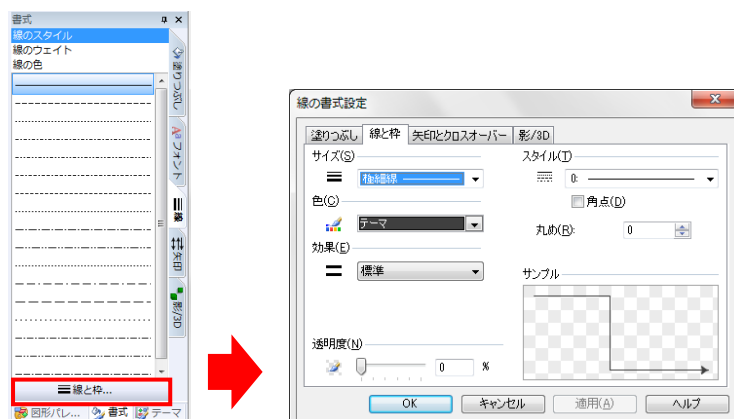 書式
線のスタイル
線のウェイト
線の色
塗りつぶし
フォント
線
矢印
影/3D
線と枠...
図形パレ...
書式
テーマ
線の書式設定
塗りつぶし
線と枠
矢印とクロスオーバー
影/3D
サイズ(S)
極細線
色(C)
テーマ
効果(E)
標準
透明度(N)
0
%
スタイル(T)
0:
角点(D)
丸め(R):
0
サンプル
OK
キャンセル
適用(A)
ヘルプ